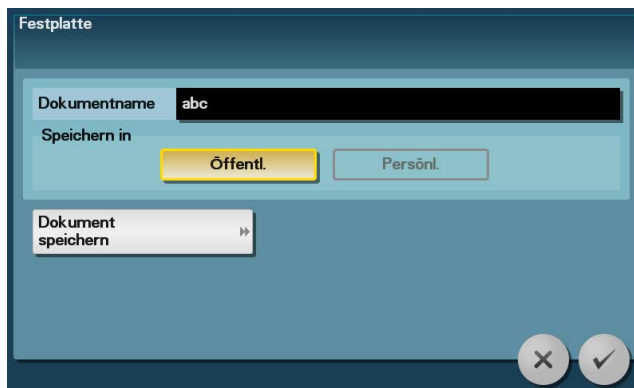 Festplatte
Dokumentname
abc
Speichern in
Öffentl.
Persönl.
Dokument
speichern